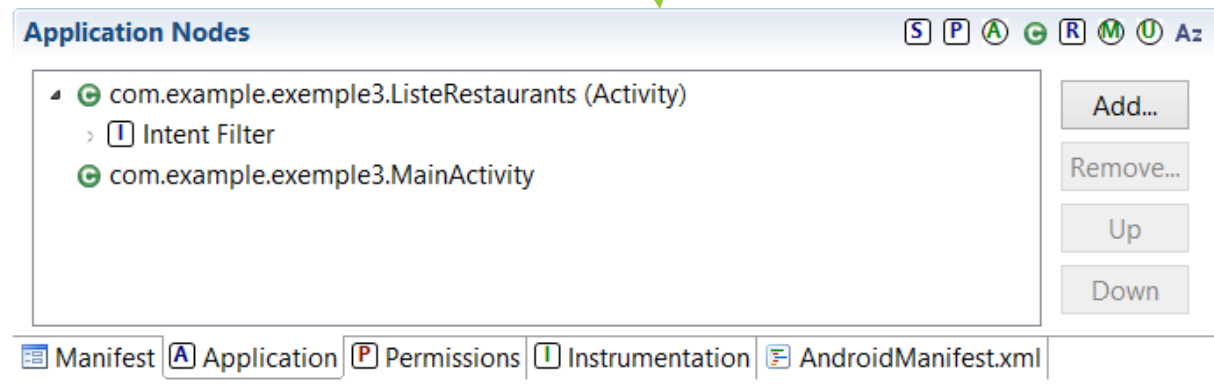 Application Nodes S P A C R M U Az
C com.example.exemple3.ListeRestaurants (Activity)
I Intent Filter
C com.example.exemple3.MainActivity
Add...
Remove...
Up
Down
Manifest A Application P Permissions I Instrumentation AndroidManifest.xml